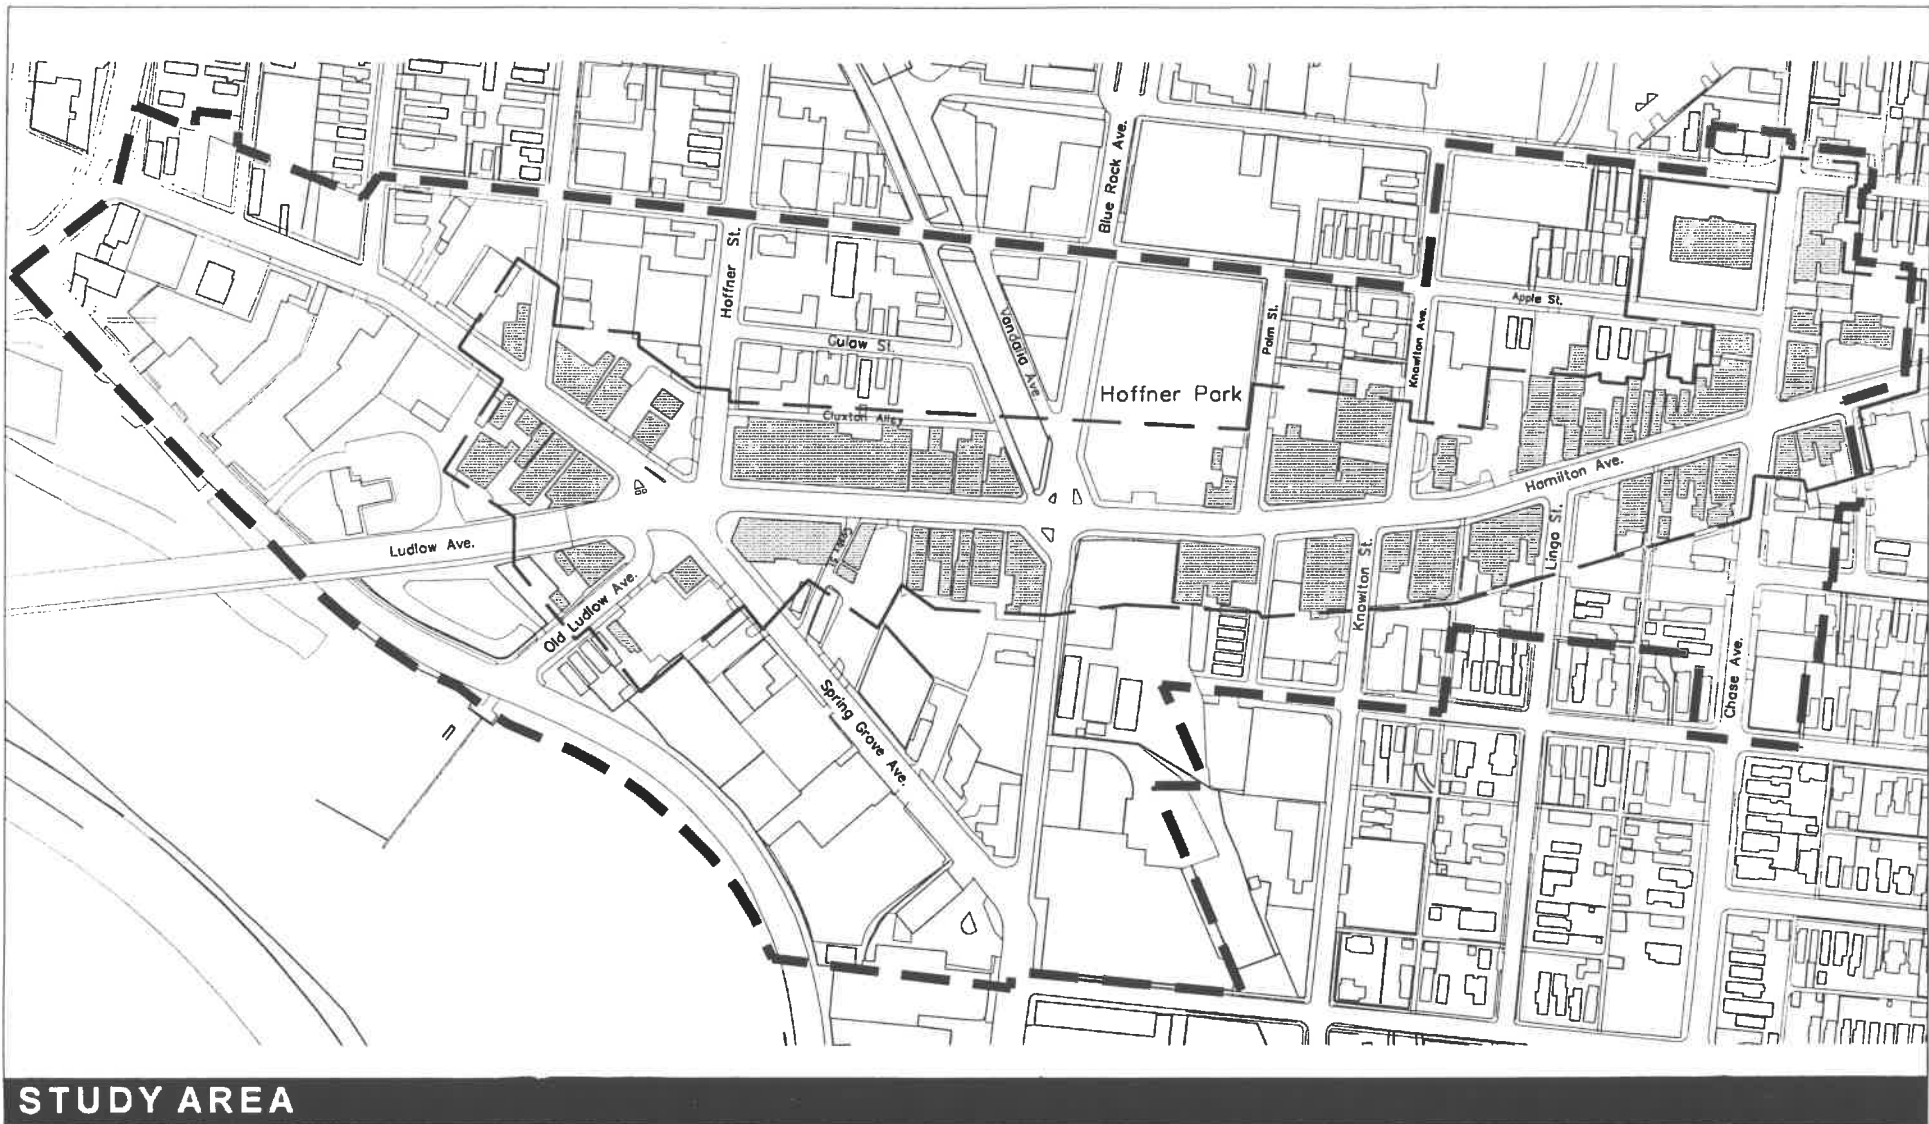 Blue Rock Ave.
Hoffner St.
Vandalia Ave.
Palm St.
Knowlton Ave.
Apple St.
Gulow St.
Hoffner Park
Cluxton Alley
Hamilton Ave.
Ludlow Ave.
Lingo St.
Knowlton St.
Old Ludlow Ave.
Spring Grove Ave.
Chase Ave.
STUDY AREA